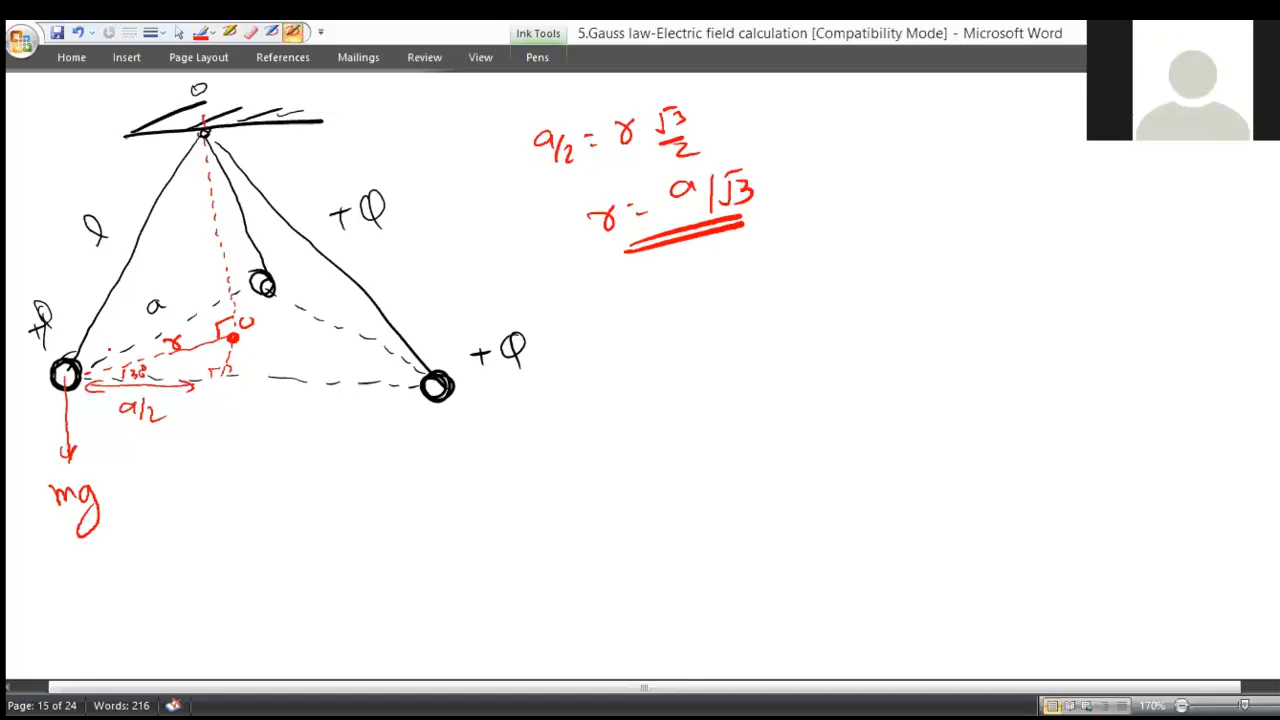 Ink Tools
5.Gauss law-Electric field calculation [Compatibility Mode] - Microsoft Word
Home Insert Page Layout References Mailings Review View Pens
O
a/2 = r √3/2
r = a/√3
l
+Q
a
+Q
r
O
+Q
30°
a/2
mg
Page: 15 of 24 Words: 216
170%